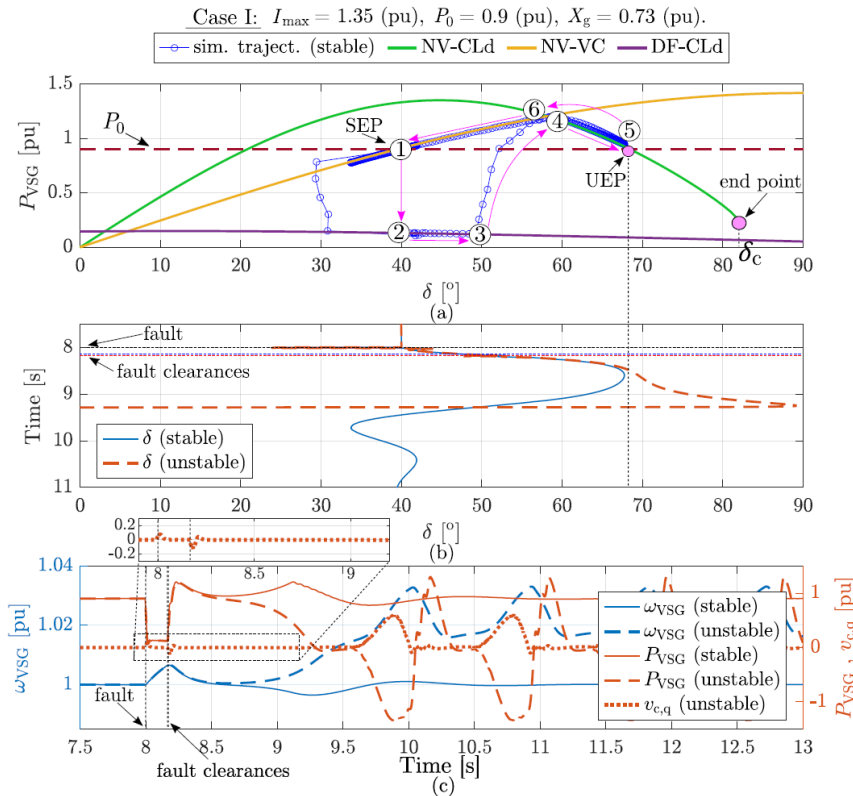 Case I: I_max = 1.35 (pu), P_0 = 0.9 (pu), X_g = 0.73 (pu).
sim. traject. (stable) NV-CLd NV-VC DF-CLd
P_VSG [pu]
1.5
1
0.5
0
P_0
SEP
UEP
end point
δ_c
① ② ③ ④ ⑤ ⑥
0 10 20 30 40 50 60 70 80 90
δ [°]
(a)
Time [s]
8
9
10
11
fault
fault clearances
δ (stable)
δ (unstable)
0 10 20 30 40 50 60 70 80 90
δ [°]
(b)
0.2
0
-0.2
8 8.5 9
ω_VSG [pu]
1.04
1.02
1
P_VSG , v_c,q [pu]
1
0
-1
ω_VSG (stable)
ω_VSG (unstable)
P_VSG (stable)
P_VSG (unstable)
v_c,q (unstable)
fault
fault clearances
7.5 8 8.5 9 9.5 10 10.5 11 11.5 12 12.5 13
Time [s]
(c)